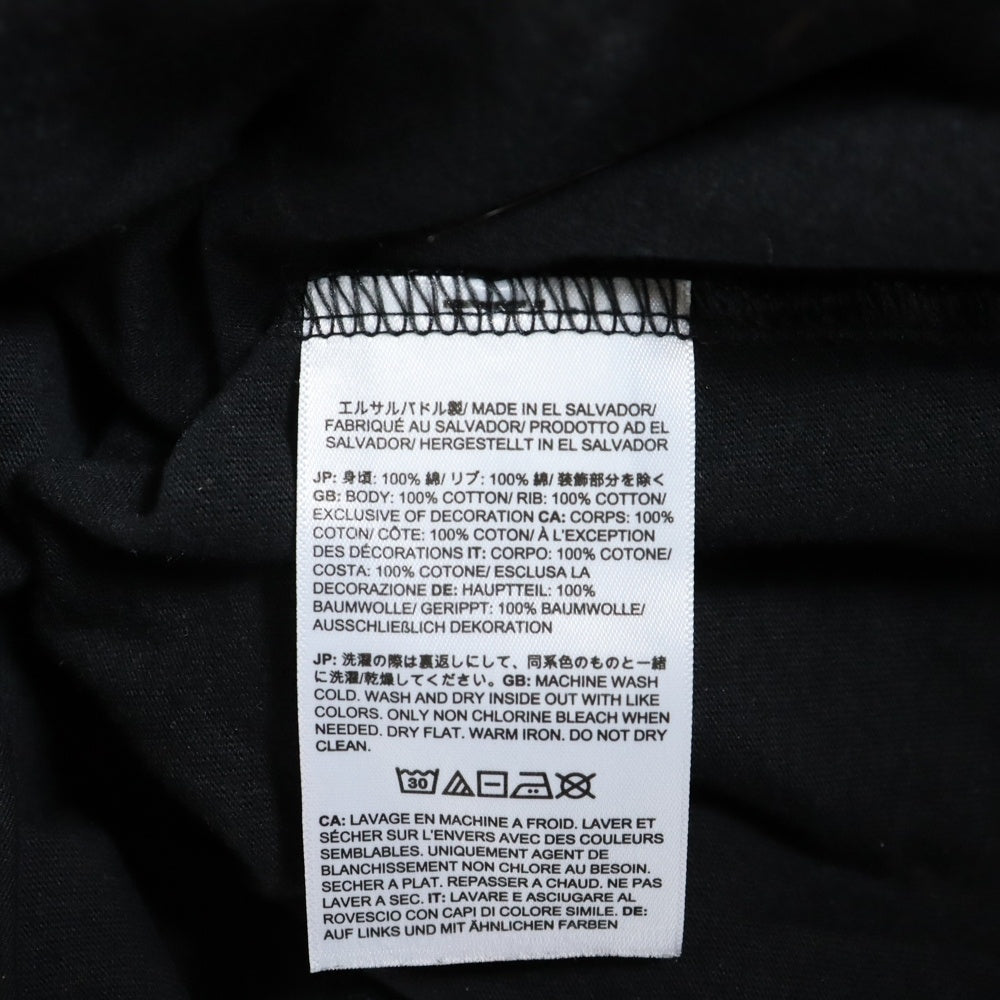 エルサルバドル製/ MADE IN EL SALVADOR/
FABRIQUÉ AU SALVADOR/ PRODOTTO AD EL
SALVADOR/ HERGESTELLT IN EL SALVADOR
JP: 身頃: 100% 綿/ リブ: 100% 綿/ 装飾部分を除く
GB: BODY: 100% COTTON/ RIB: 100% COTTON/
EXCLUSIVE OF DECORATION CA: CORPS: 100%
COTON/ CÔTE: 100% COTON/ À L'EXCEPTION
DES DÉCORATIONS IT: CORPO: 100% COTONE/
COSTA: 100% COTONE/ ESCLUSA LA
DECORAZIONE DE: HAUPTTEIL: 100%
BAUMWOLLE/ GERIPPT: 100% BAUMWOLLE/
AUSSCHLIEßLICH DEKORATION
JP: 洗濯の際は裏返しにして、同系色のものと一緒
に洗濯/乾燥してください。GB: MACHINE WASH
COLD. WASH AND DRY INSIDE OUT WITH LIKE
COLORS. ONLY NON CHLORINE BLEACH WHEN
NEEDED. DRY FLAT. WARM IRON. DO NOT DRY
CLEAN.
30
CA: LAVAGE EN MACHINE A FROID. LAVER ET
SÉCHER SUR L'ENVERS AVEC DES COULEURS
SEMBLABLES. UNIQUEMENT AGENT DE
BLANCHISSEMENT NON CHLORE AU BESOIN.
SECHER A PLAT. REPASSER A CHAUD. NE PAS
LAVER A SEC. IT: LAVARE E ASCIUGARE AL
ROVESCIO CON CAPI DI COLORE SIMILE. DE:
AUF LINKS UND MIT ÄHNLICHEN FARBEN